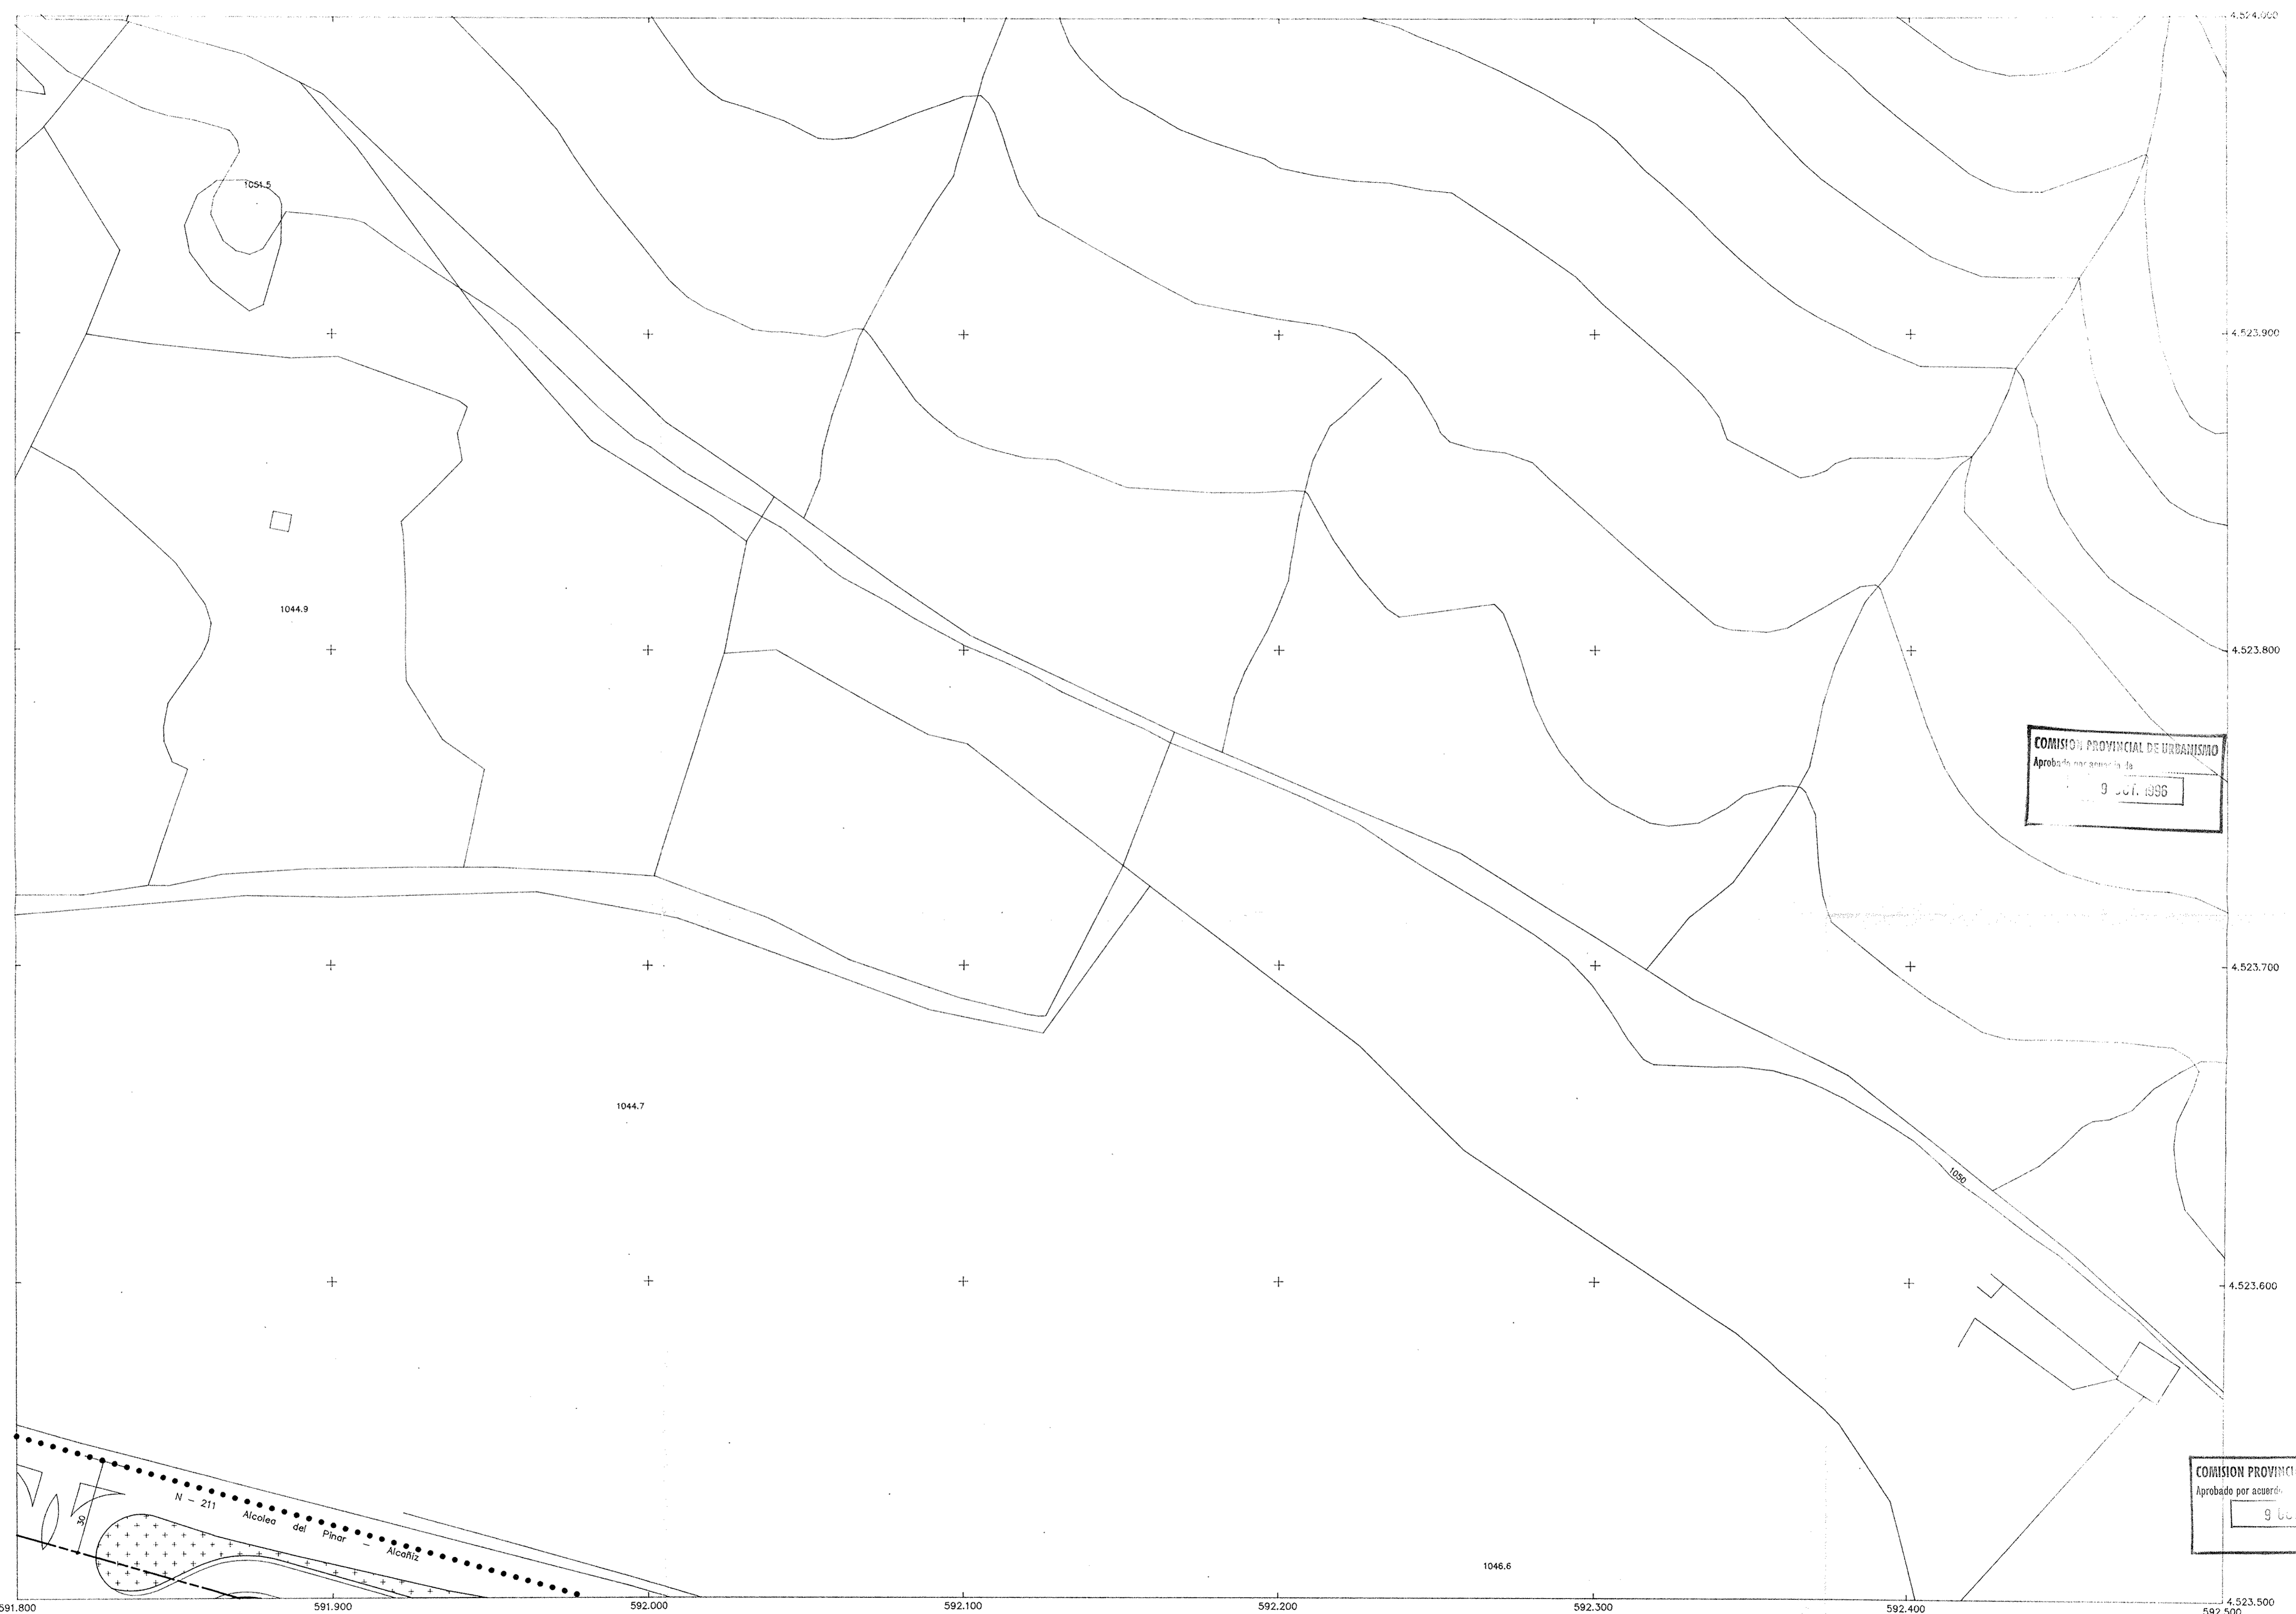 4.524.000
1051.5
4.523.900
1044.9
4.523.800
COMISION PROVINCIAL DE URBANISMO
Aprobado por acuerdo de
9 OCT. 1996
4.523.700
1044.7
1050
4.523.600
COMISION PROVINCI
Aprobado por acuerdo
9
N - 211 Alcolea del Pinar - Alcañiz
30
1046.6
4.523.500
591.800 591.900 592.000 592.100 592.200 592.300 592.400 592.500